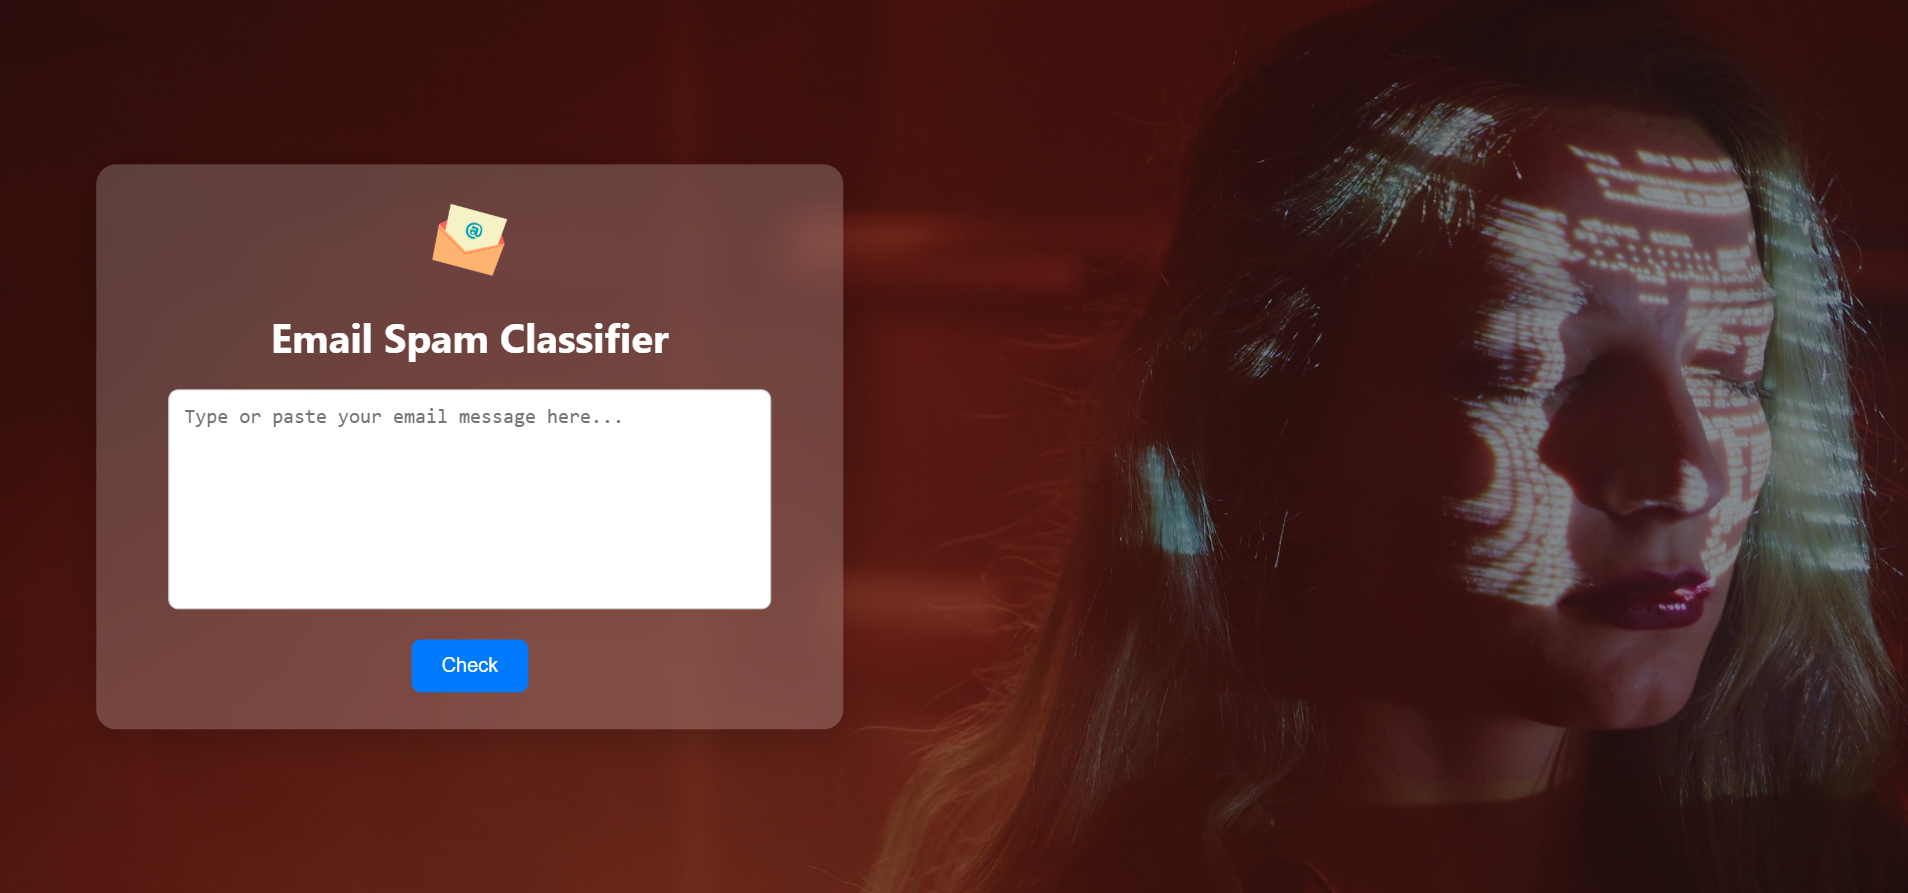 @
Email Spam Classifier
Type or paste your email message here...
Check